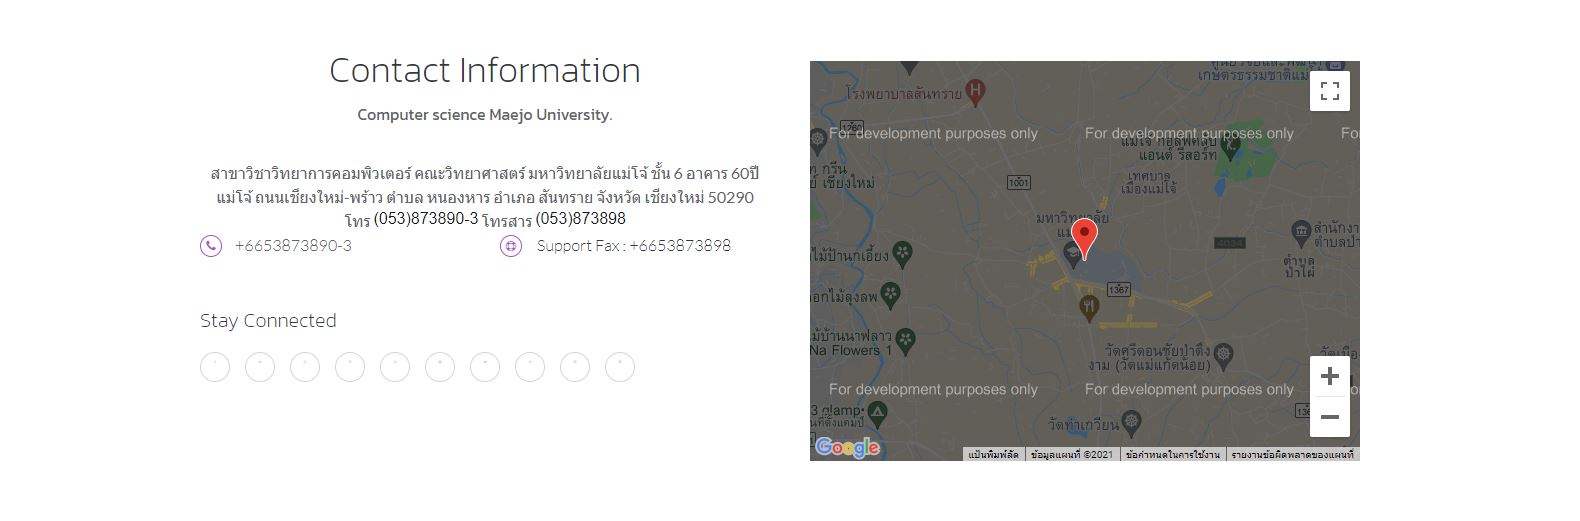 Contact Information
Computer science Maejo University.
สาขาวิชาวิทยาการคอมพิวเตอร์ คณะวิทยาศาสตร์ มหาวิทยาลัยแม่โจ้ ชั้น 6 อาคาร 60ปี
แม่โจ้ ถนนเชียงใหม่-พร้าว ตำบล หนองหาร อำเภอ สันทราย จังหวัด เชียงใหม่ 50290
โทร (053)873890-3 โทรสาร (053)873898
+6653873890-3
Support Fax : +6653873898
Stay Connected
เกษตรธรรมชาติแม่โจ้
โรงพยาบาลสันทราย
H
1260
For development purposes only
For development purposes only
For
แม่โจ้ กอล์ฟคลับ
แอนด์ รีสอร์ท
กรีน
เชียงใหม่
1001
เทศบาล
เมืองแม่โจ้
มหาวิทยาลัย
4034
สำนักงา
ตำบลป่า
ตำบล
ป่าไผ่
ไม้ป้านกเอี้ยง
1367
อกไม้ลุงลพ
ม้บ้านนาฟลาว
Na Flowers 1
วัดศรีดอนชัยป่าตึง
งาม (วัดแม่แก้ดน้อย)
วัดเมือ
For development purposes only
For development purposes only
3 glamp
136
วัดท่าเกวียน
Google
แป้นพิมพ์ลัด
ข้อมูลแผนที่ ©2021
ข้อกำหนดในการใช้งาน
รายงานข้อผิดพลาดของแผนที่